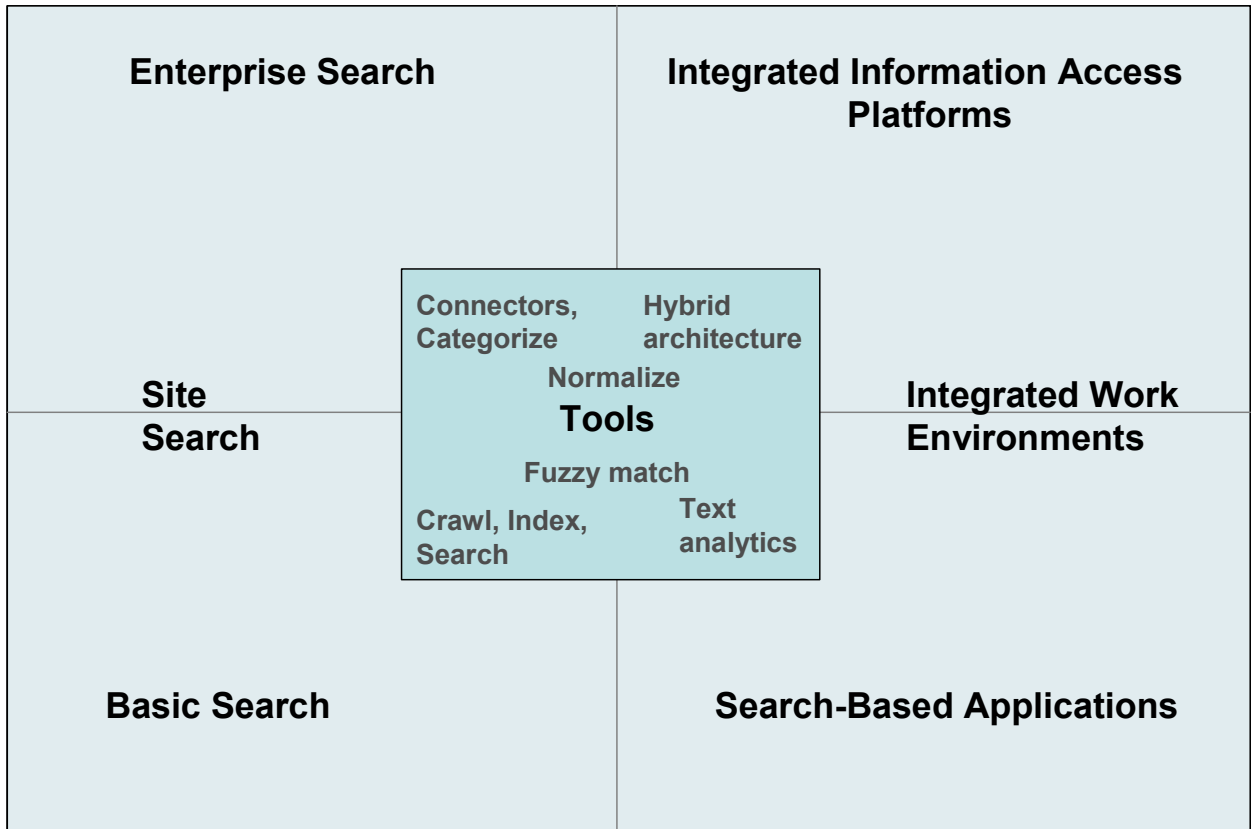 Enterprise Search
Integrated Information Access
Platforms
Connectors,
Categorize
Hybrid
architecture
Normalize
Site
Search
Tools
Integrated Work
Environments
Fuzzy match
Crawl, Index,
Search
Text
analytics
Basic Search
Search-Based Applications